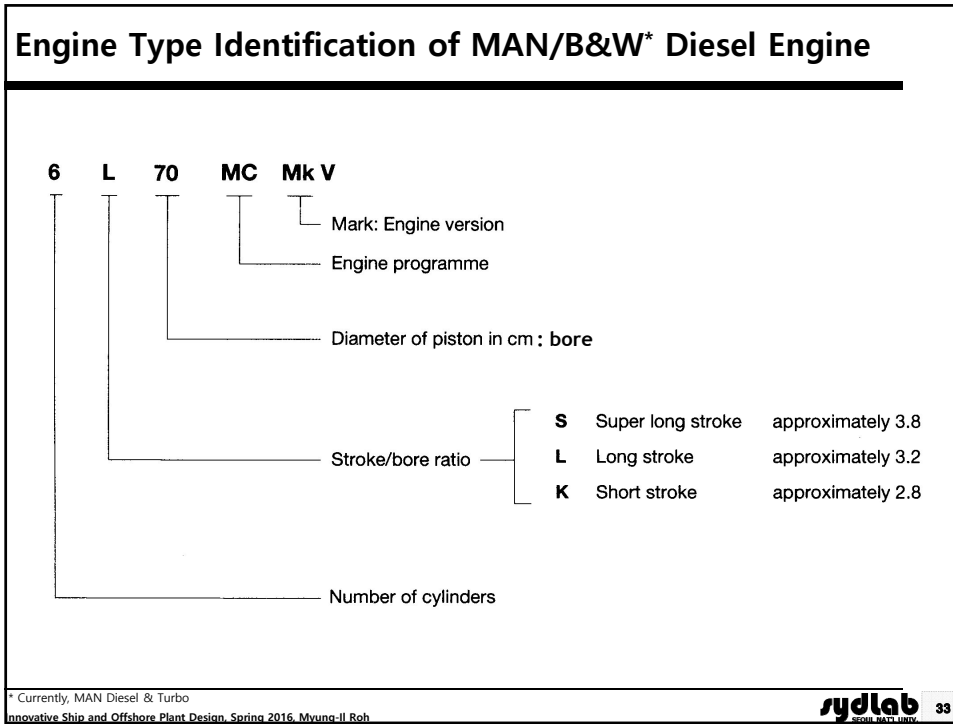 Engine Type Identification of MAN/B&W* Diesel Engine
6 L 70 MC Mk V
Mark: Engine version
Engine programme
Diameter of piston in cm : bore
S Super long stroke approximately 3.8
Stroke/bore ratio L Long stroke approximately 3.2
K Short stroke approximately 2.8
Number of cylinders
* Currently, MAN Diesel & Turbo
nnovative Ship and Offshore Plant Design, Spring 2016, Myung-Il Roh
sydlab 33
SEOUL NAT'L UNIV.